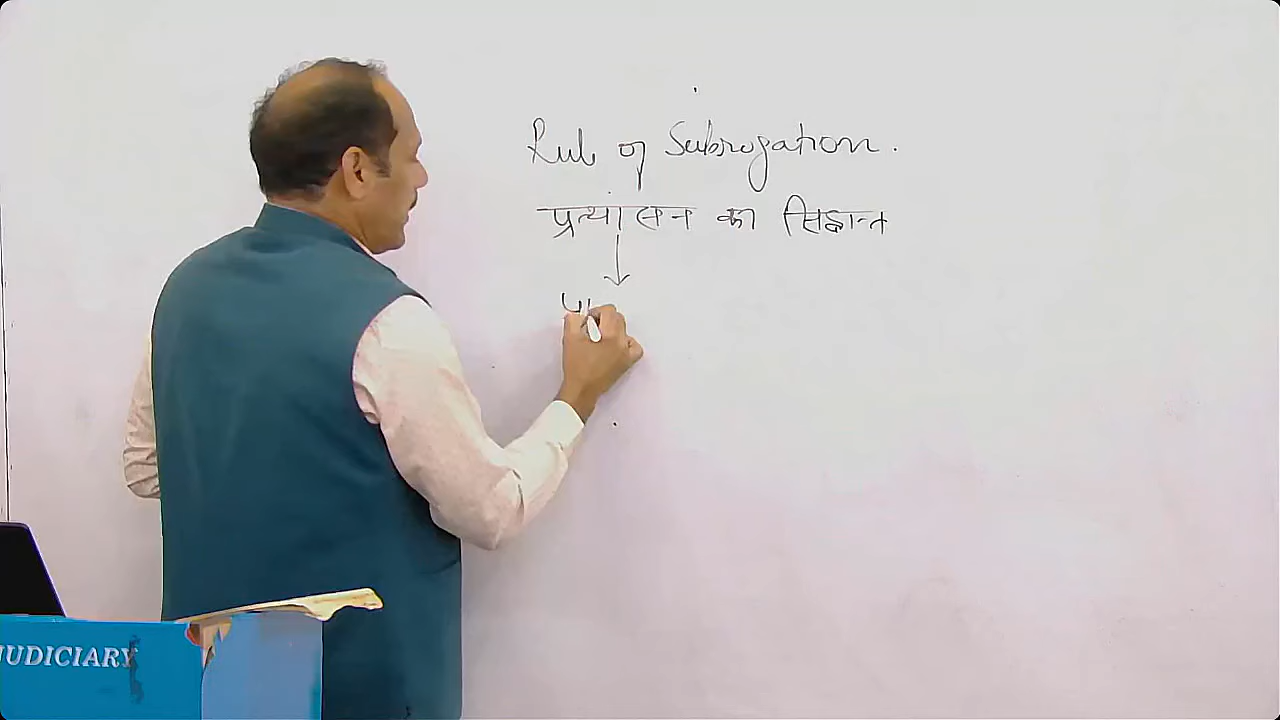 Rule of Subrogation.
प्रत्यासन का सिद्धान्त
JUDICIARY